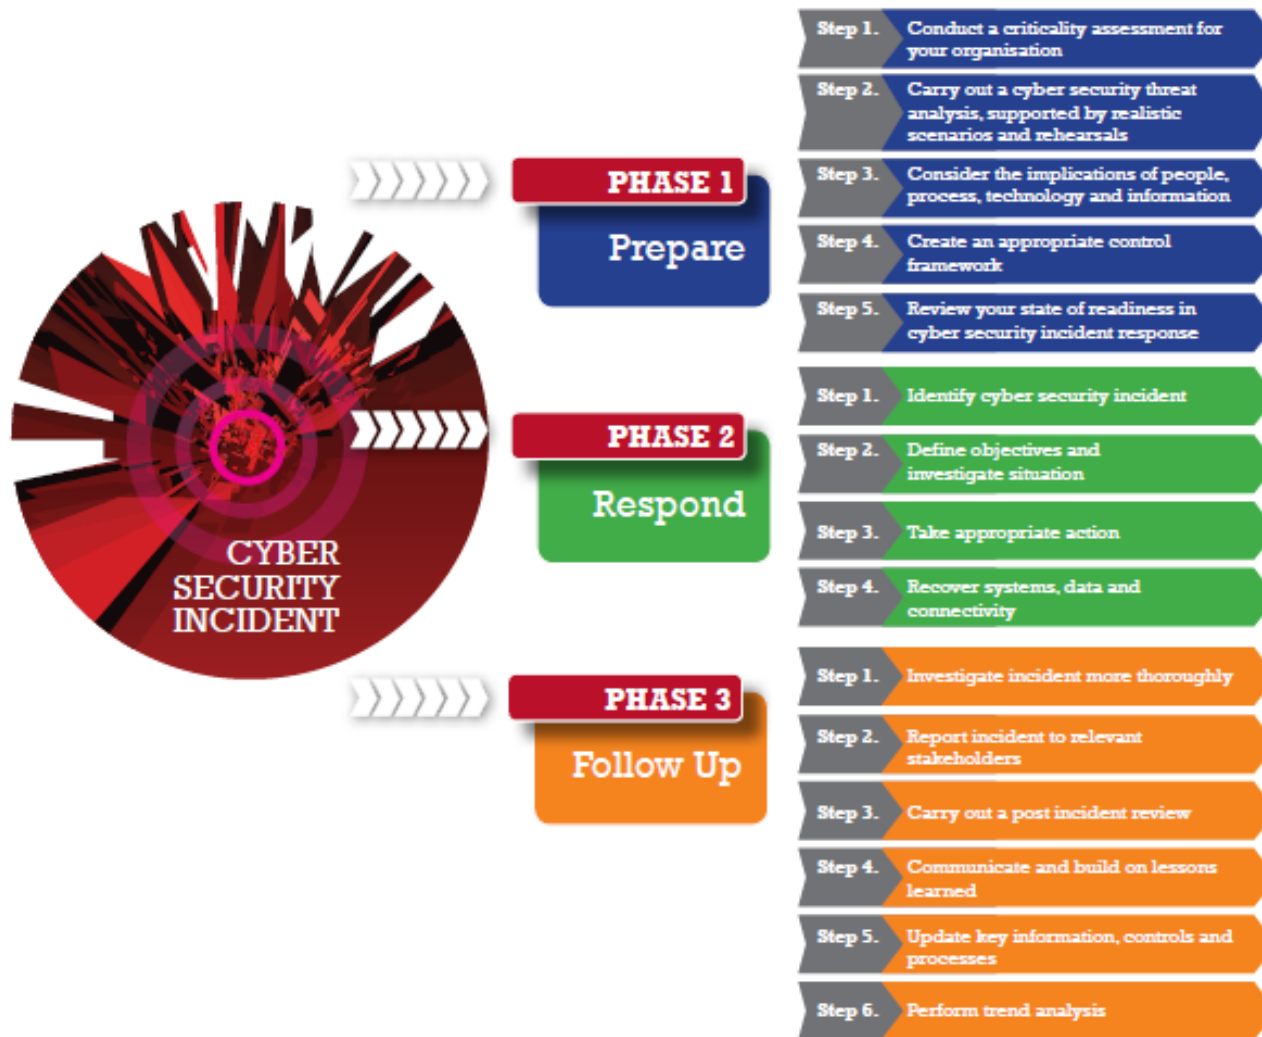 CYBER
SECURITY
INCIDENT
PHASE 1
Prepare
Step 1. Conduct a criticality assessment for
your organisation
Step 2. Carry out a cyber security threat
analysis, supported by realistic
scenarios and rehearsals
Step 3. Consider the implications of people,
process, technology and information
Step 4. Create an appropriate control
framework
Step 5. Review your state of readiness in
cyber security incident response
PHASE 2
Respond
Step 1. Identify cyber security incident
Step 2. Define objectives and
investigate situation
Step 3. Take appropriate action
Step 4. Recover systems, data and
connectivity
PHASE 3
Follow Up
Step 1. Investigate incident more thoroughly
Step 2. Report incident to relevant
stakeholders
Step 3. Carry out a post incident review
Step 4. Communicate and build on lessons
learned
Step 5. Update key information, controls and
processes
Step 6. Perform trend analysis